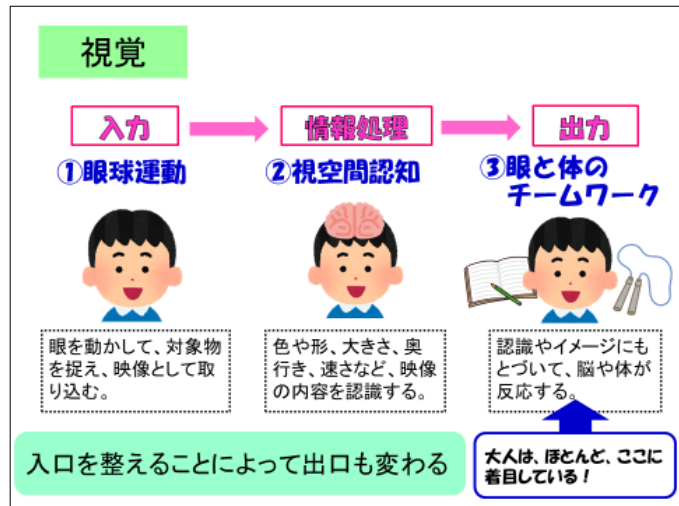 視覚
入力
情報処理
出力
①眼球運動
②視空間認知
③眼と体の
チームワーク
眼を動かして、対象物
を捉え、映像として取
り込む。
色や形、大きさ、奥
行き、速さなど、映像
の内容を認識する。
認識やイメージにも
とづいて、脳や体が
反応する。
入口を整えることによって出口も変わる
大人は、ほとんど、ここに
着目している！